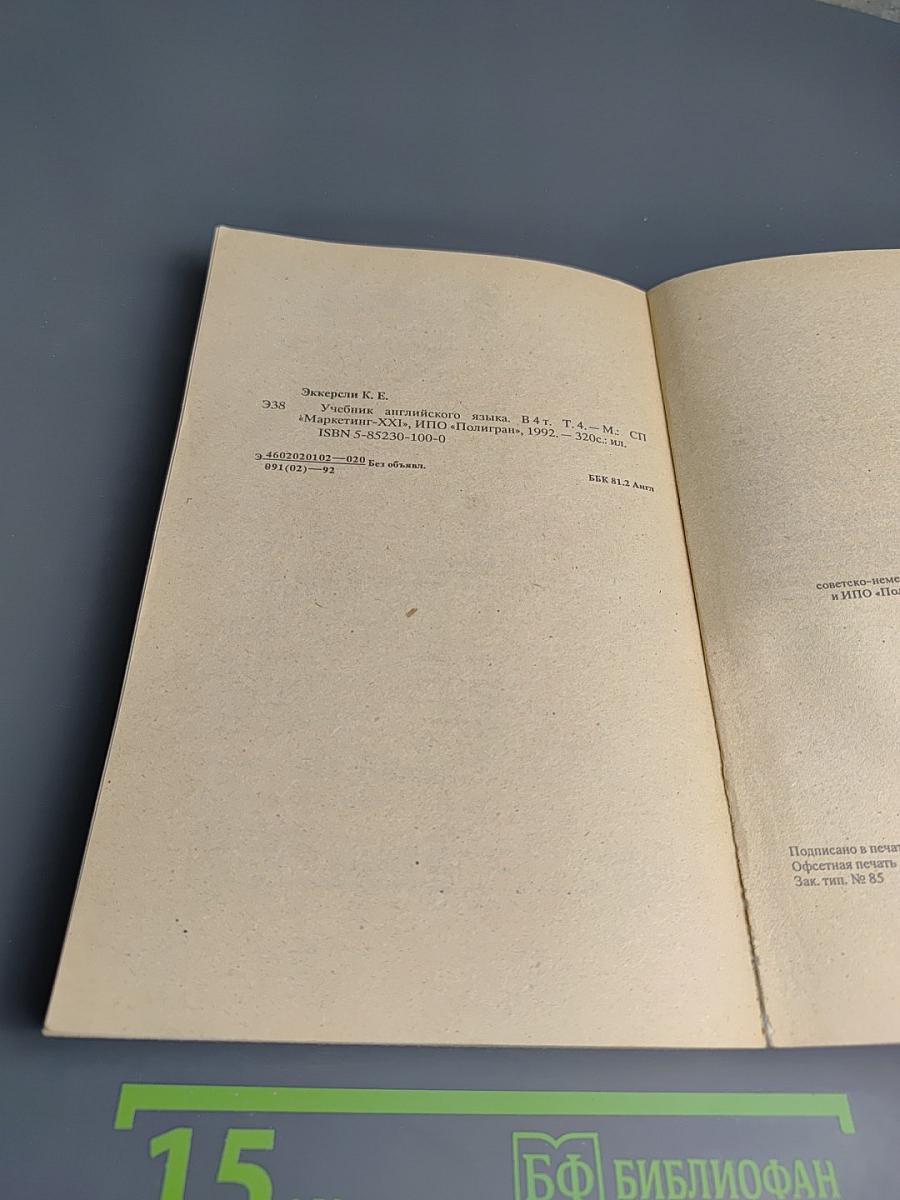 Эккерсли К. Е.
Э38 Учебник английского языка. В 4 т. Т. 4. — М.: СП
«Маркетинг-XXI», ИПО «Полигран», 1992. — 320с.: ил.
ISBN 5-85230-100-0
Э 4602020102—020 Без объявл.
091(02)—92
ББК 81.2 Англ
советско-неме
и ИПО «Пол
Подписано в печат
Офсетная печать
Зак. тип. № 85
15
БФ БИБЛИОФАН